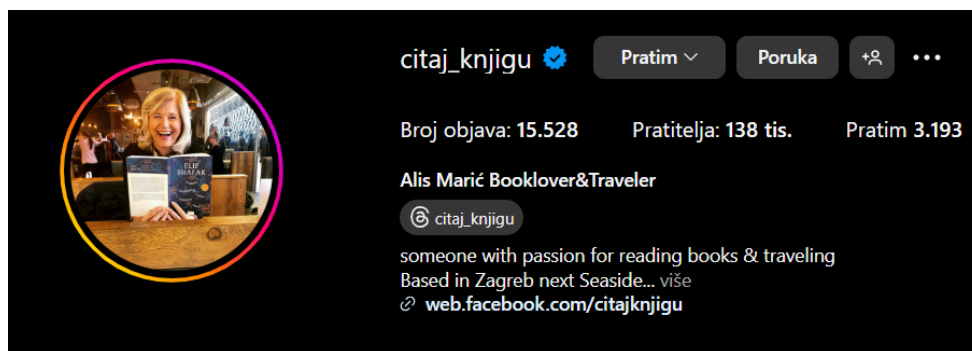 citaj_knjigu Pratim Poruka
Broj objava: 15.528 Pratitelja: 138 tis. Pratim 3.193
Alis Marić Booklover&Traveler
citaj_knjigu
someone with passion for reading books & traveling
Based in Zagreb next Seaside... više
web.facebook.com/citajknjigu
ELIF
SHAFAK